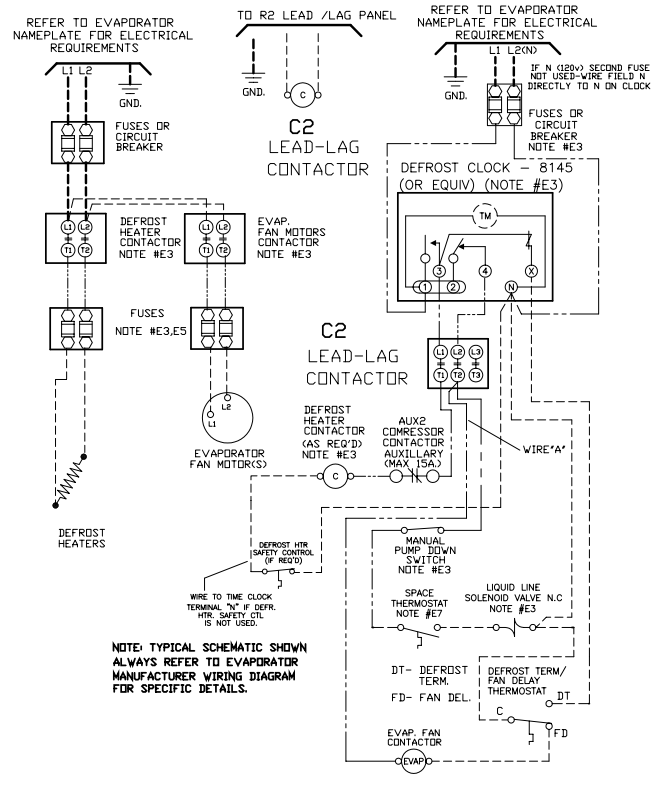 REFER TO EVAPORATOR
NAMEPLATE FOR ELECTRICAL
REQUIREMENTS
L1 L2
GND.
TO R2 LEAD /LAG PANEL
GND.
C
C2
LEAD-LAG
CONTACTOR
REFER TO EVAPORATOR
NAMEPLATE FOR ELECTRICAL
REQUIREMENTS
L1 L2(N)
GND.
IF N (120v) SECOND FUSE
NOT USED-WIRE FIELD N
DIRECTLY TO N ON CLOCK
FUSES OR
CIRCUIT
BREAKER
FUSES OR
CIRCUIT
BREAKER
NOTE #E3
DEFROST CLOCK - 8145
(OR EQUIV) (NOTE #E3)
TM
3
4
X
1
2
N
L1 L2
T1 T2
DEFROST
HEATER
CONTACTOR
NOTE #E3
L1 L2
T1 T2
EVAP.
FAN MOTORS
CONTACTOR
NOTE #E3
FUSES
NOTE #E3,E5
C2
LEAD-LAG
CONTACTOR
L1 L2 L3
T1 T2 T3
L2
L1
EVAPORATOR
FAN MOTOR(S)
DEFROST
HEATER
CONTACTOR
(AS REQ'D)
NOTE #E3
C
AUX2
COMRESSOR
CONTACTOR
AUXILLARY
(MAX 15A.)
WIRE"A"
DEFROST
HEATERS
DEFROST HTR
SAFETY CONTROL
(IF REQ'D)
MANUAL
PUMP DOWN
SWITCH
NOTE #E3
WIRE TO TIME CLOCK
TERMINAL "N" IF DEFR.
HTR. SAFETY CTL
IS NOT USED.
SPACE
THERMOSTAT
NOTE #E7
LIQUID LINE
SOLENOID VALVE N.C
NOTE #E3
NOTE: TYPICAL SCHEMATIC SHOWN
ALWAYS REFER TO EVAPORATOR
MANUFACTURER WIRING DIAGRAM
FOR SPECIFIC DETAILS.
DT- DEFROST
TERM.
FD- FAN DEL.
DEFROST TERM/
FAN DELAY
THERMOSTAT
DT
C
FD
EVAP. FAN
CONTACTOR
EVAP